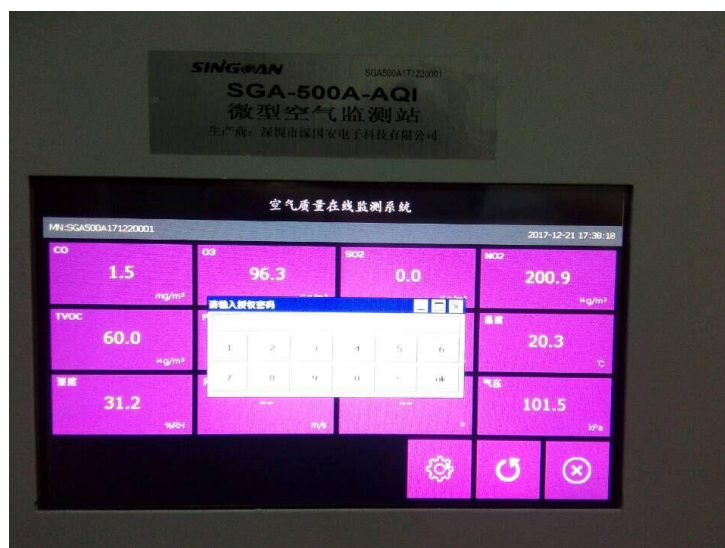 SINGOAN
SGA500A171220001
SGA-500A-AQI
微型空气监测站
生产商：深圳市深国安电子科技有限公司
空气质量在线监测系统
MN:SGA500A171220001
2017-12-21 17:38:18
CO
1.5
mg/m³
O3
96.3
SO2
0.0
NO2
200.9
μg/m³
TVOC
60.0
μg/m³
请输入授权密码
1 2 3 4 5 6
7 8 9 0 ok
温度
20.3
℃
湿度
31.2
%RH
--
m/s
--
°
气压
101.5
kPa